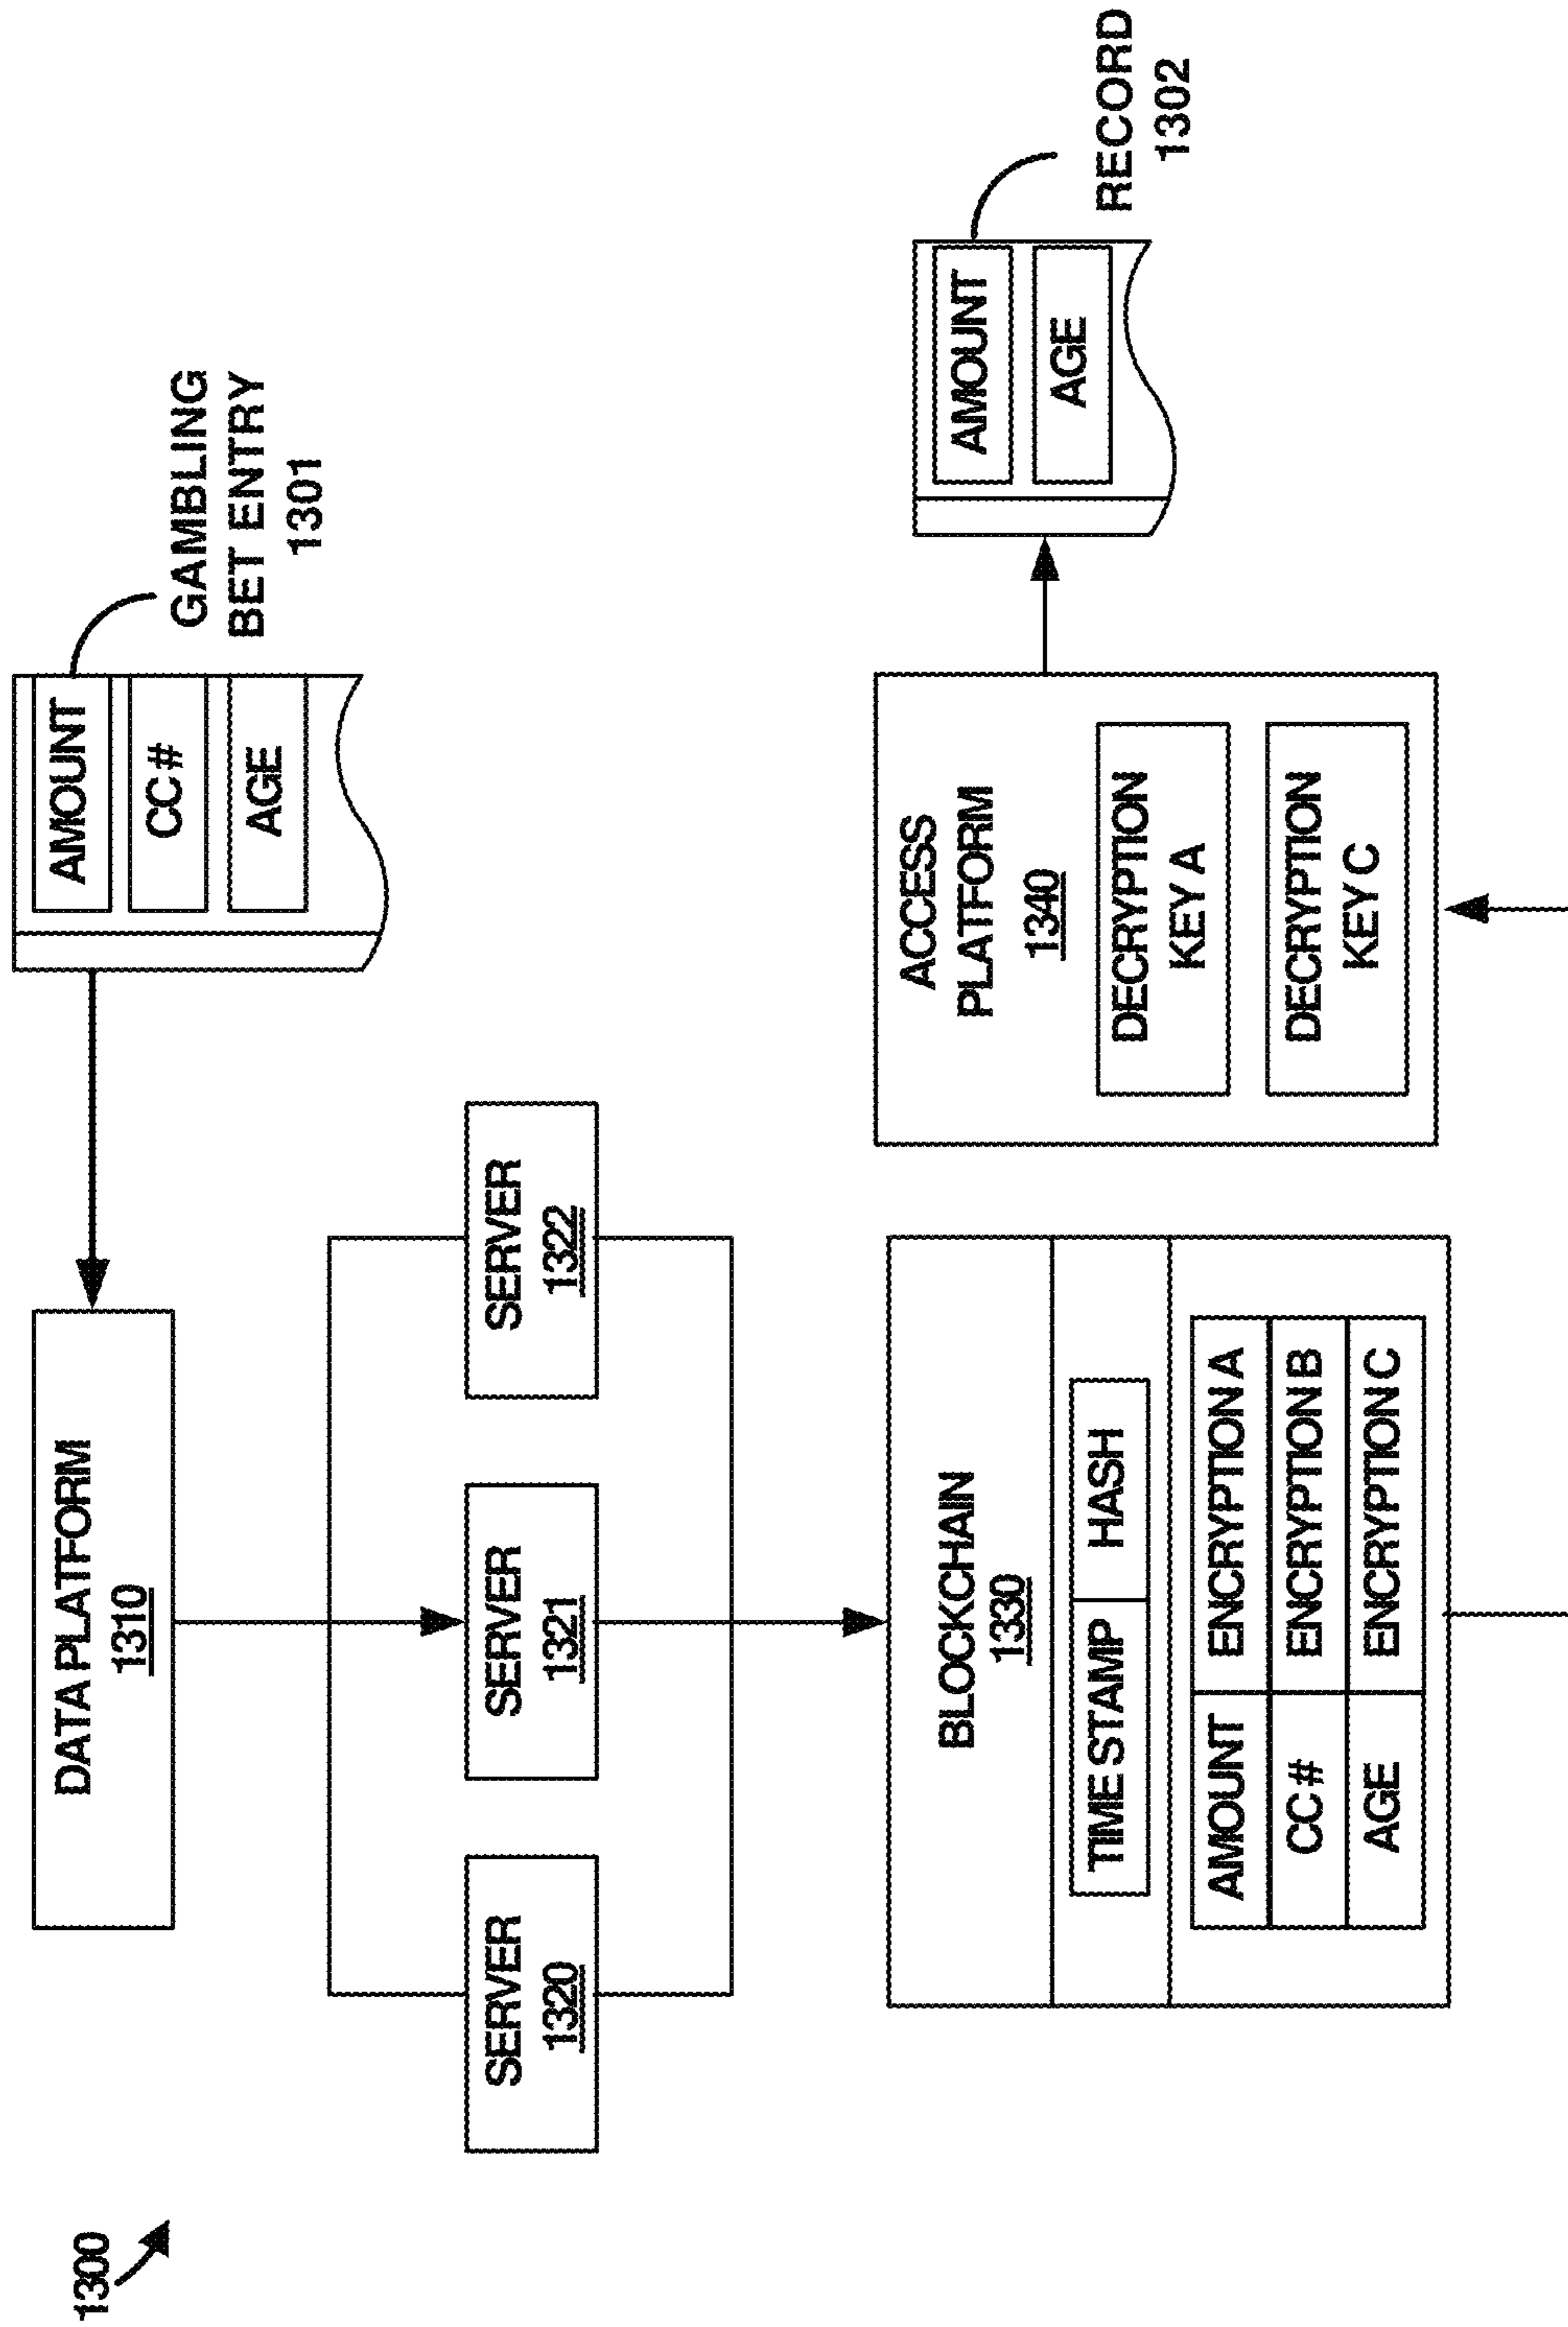 1300
DATA PLATFORM
1310
AMOUNT
CC #
AGE
GAMBLING
BET ENTRY
1301
SERVER
1320
SERVER
1321
SERVER
1322
BLOCKCHAIN
1330
TIME STAMP HASH
AMOUNT ENCRYPTION A
CC # ENCRYPTION B
AGE ENCRYPTION C
ACCESS
PLATFORM
1340
DECRYPTION
KEY A
DECRYPTION
KEY C
AMOUNT
AGE
RECORD
1302